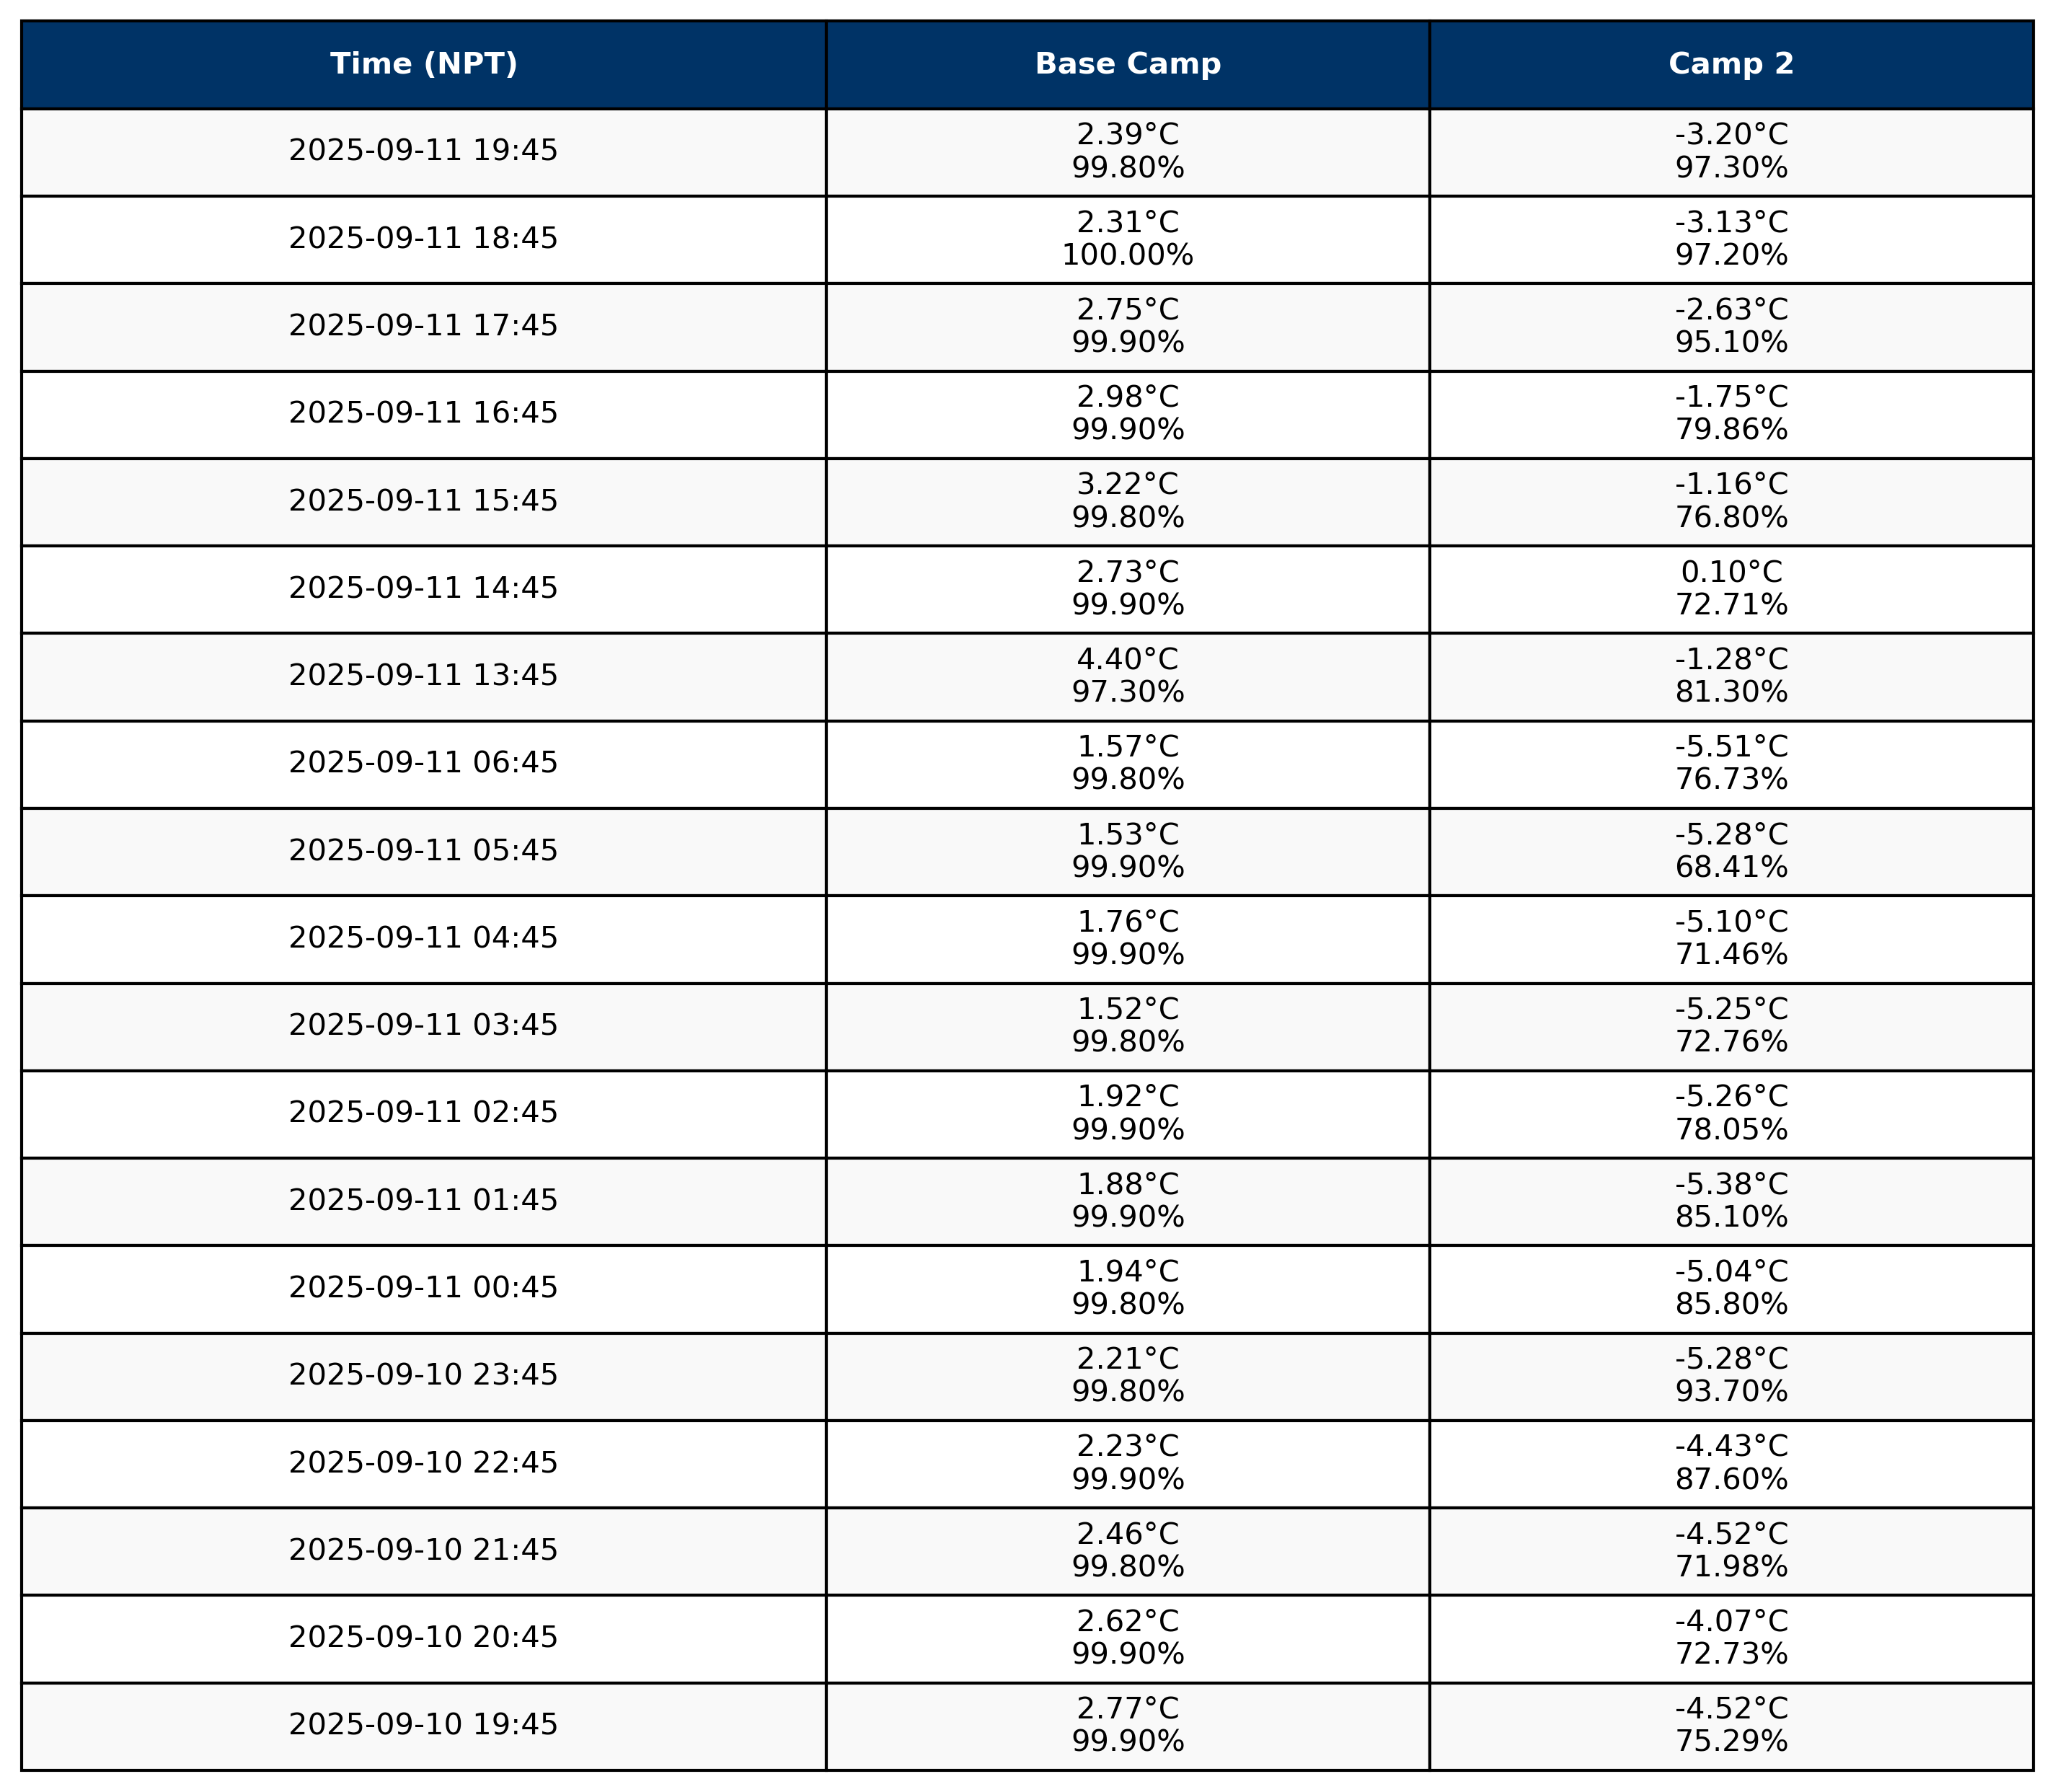 Time (NPT) Base Camp Camp 2
2025-09-11 19:45 2.39°C -3.20°C
99.80% 97.30%
2025-09-11 18:45 2.31°C -3.13°C
100.00% 97.20%
2025-09-11 17:45 2.75°C -2.63°C
99.90% 95.10%
2025-09-11 16:45 2.98°C -1.75°C
99.90% 79.86%
2025-09-11 15:45 3.22°C -1.16°C
99.80% 76.80%
2025-09-11 14:45 2.73°C 0.10°C
99.90% 72.71%
2025-09-11 13:45 4.40°C -1.28°C
97.30% 81.30%
2025-09-11 06:45 1.57°C -5.51°C
99.80% 76.73%
2025-09-11 05:45 1.53°C -5.28°C
99.90% 68.41%
2025-09-11 04:45 1.76°C -5.10°C
99.90% 71.46%
2025-09-11 03:45 1.52°C -5.25°C
99.80% 72.76%
2025-09-11 02:45 1.92°C -5.26°C
99.90% 78.05%
2025-09-11 01:45 1.88°C -5.38°C
99.90% 85.10%
2025-09-11 00:45 1.94°C -5.04°C
99.80% 85.80%
2025-09-10 23:45 2.21°C -5.28°C
99.80% 93.70%
2025-09-10 22:45 2.23°C -4.43°C
99.90% 87.60%
2025-09-10 21:45 2.46°C -4.52°C
99.80% 71.98%
2025-09-10 20:45 2.62°C -4.07°C
99.90% 72.73%
2025-09-10 19:45 2.77°C -4.52°C
99.90% 75.29%